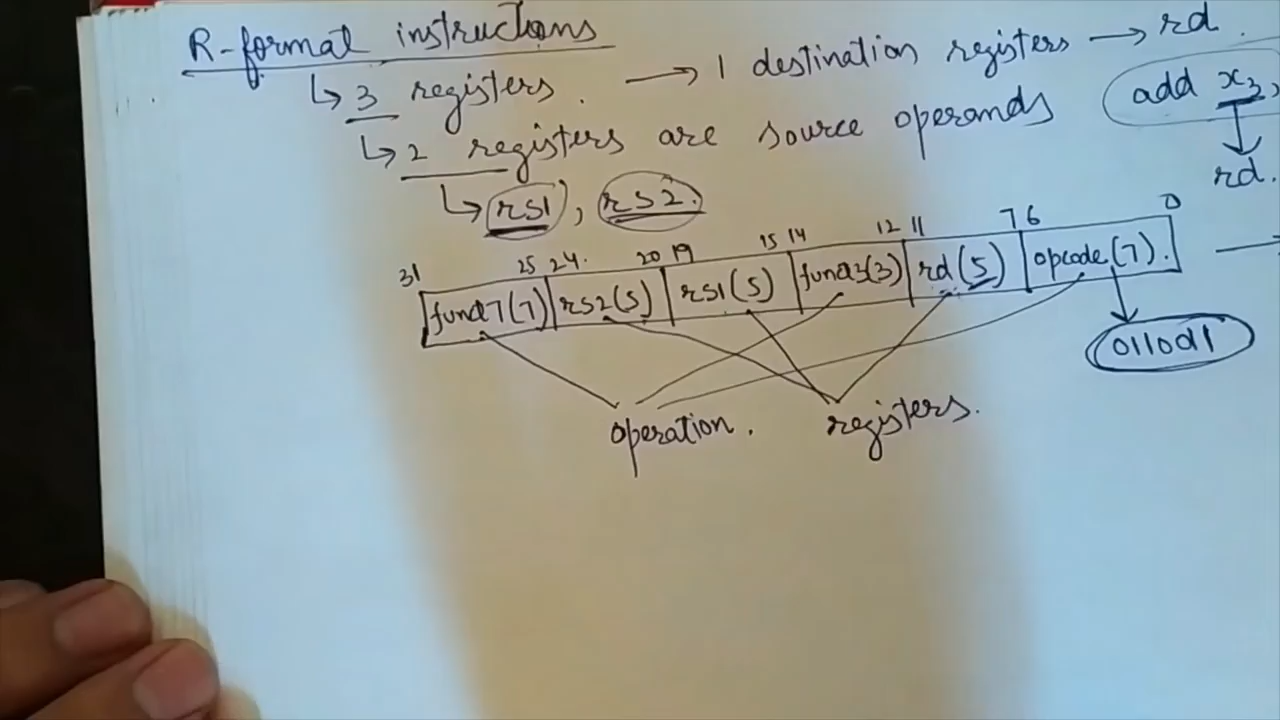 R-format instructions
↳ 3 registers. → 1 destination registers → rd.
↳ 2 registers are source operands
add x3,
rd.
↳ rs1, rs2.
31 25 24 20 19 15 14 12 11 7 6 0
funct7(7) rs2(5) rs1(5) funct3(3) rd(5) opcode(7).
0110011
operation. registers.